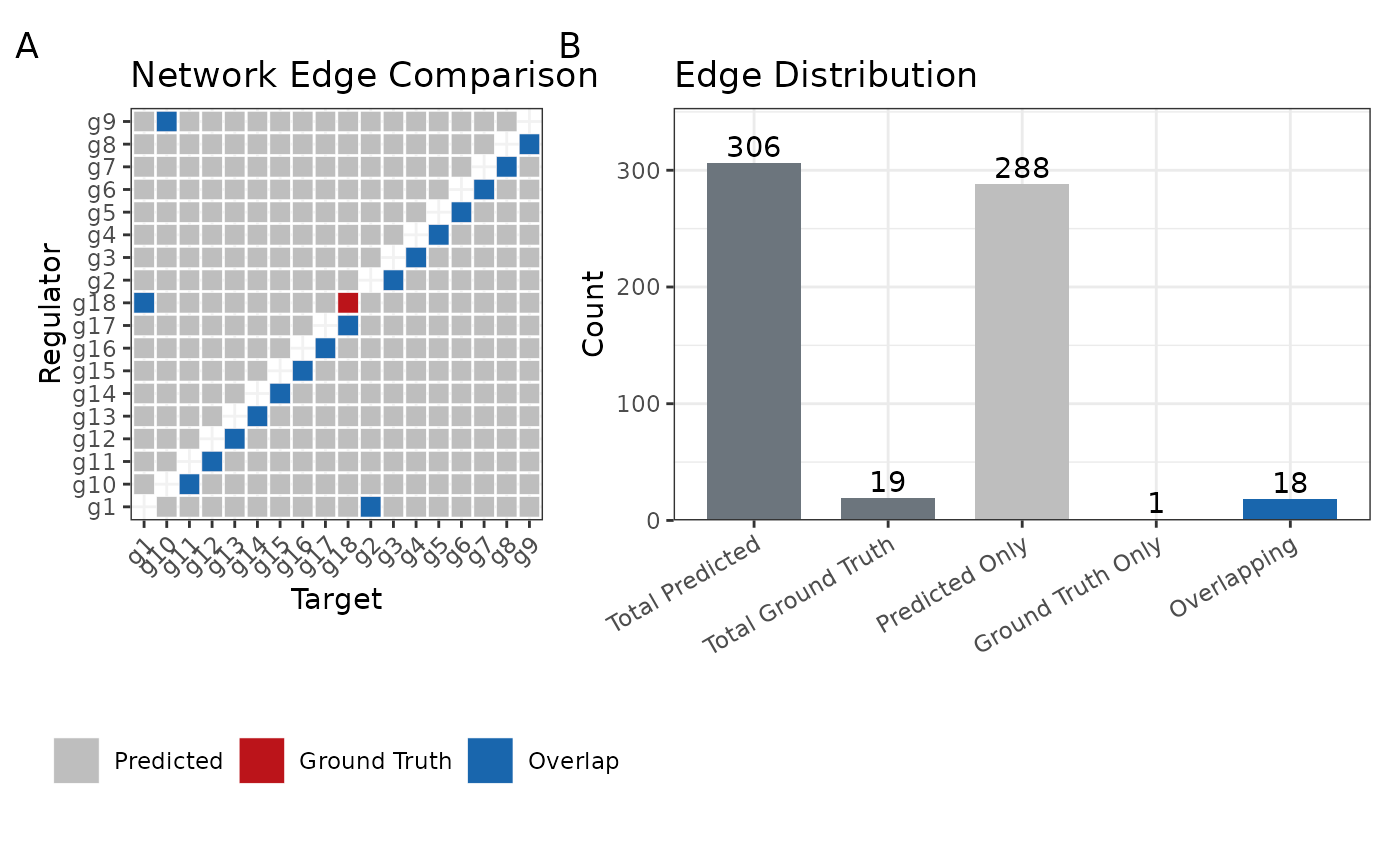 A
Network Edge Comparison
g9
g8
g7
g6
g5
g4
g3
g2
g18
g17
g16
g15
g14
g13
g12
g11
g10
g1
Regulator
g1
g10
g11
g12
g13
g14
g15
g16
g17
g18
g2
g3
g4
g5
g6
g7
g8
g9
Target
B
Edge Distribution
306
19
288
1
18
300
200
100
0
Count
Total Predicted
Total Ground Truth
Predicted Only
Ground Truth Only
Overlapping
Predicted
Ground Truth
Overlap